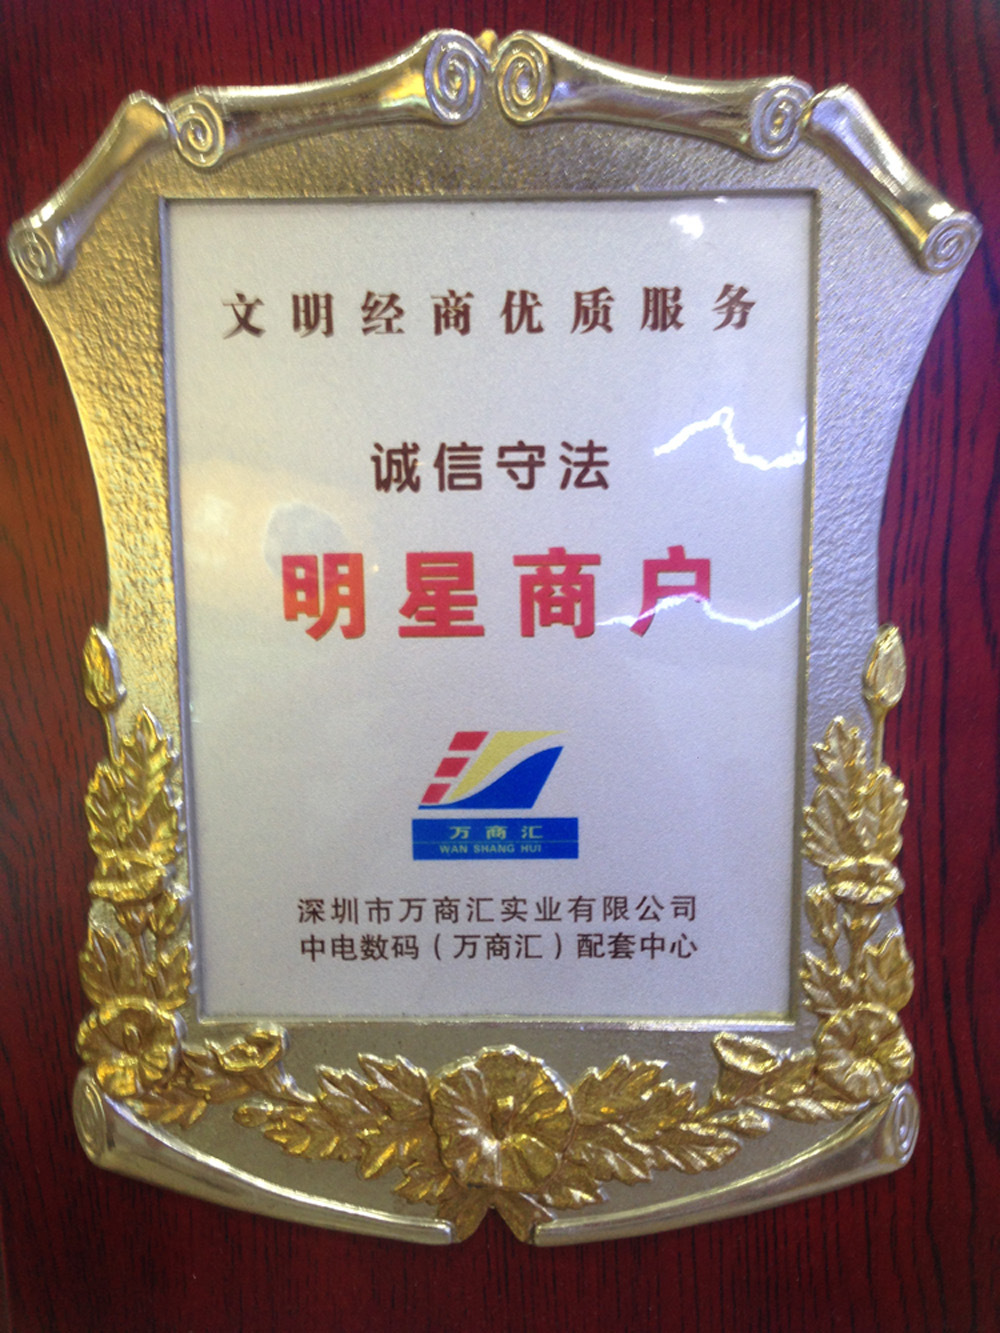 文明经商优质服务
诚信守法
明星商户
万商汇
WAN SHANG HUI
深圳市万商汇实业有限公司
中电数码（万商汇）配套中心